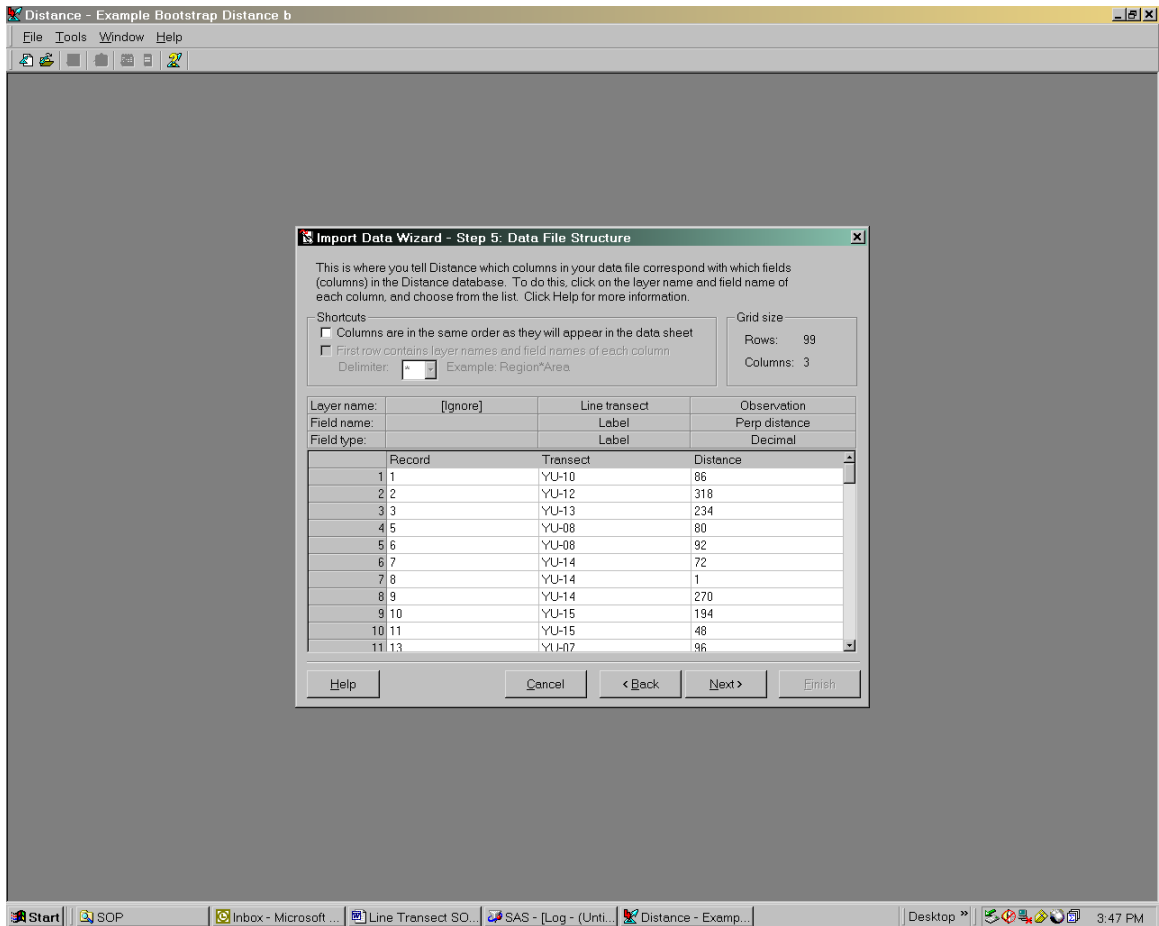 Distance - Example Bootstrap Distance b
File Tools Window Help
Import Data Wizard - Step 5: Data File Structure
This is where you tell Distance which columns in your data file correspond with which fields
(columns) in the Distance database. To do this, click on the layer name and field name of
each column, and choose from the list. Click Help for more information.
Shortcuts
Columns are in the same order as they will appear in the data sheet
First row contains layer names and field names of each column
Delimiter: * Example: Region*Area
Grid size
Rows: 99
Columns: 3
Layer name: [Ignore] Line transect Observation
Field name: Label Perp distance
Field type: Label Decimal
Record Transect Distance
1 1 YU-10 86
2 2 YU-12 318
3 3 YU-13 234
4 5 YU-08 80
5 6 YU-08 92
6 7 YU-14 72
7 8 YU-14 1
8 9 YU-14 270
9 10 YU-15 194
10 11 YU-15 48
11 13 YU-07 96
Help Cancel < Back Next > Finish
Start SOP Inbox - Microsoft ... Line Transect SO... SAS - [Log - (Unti... Distance - Examp... Desktop » 3:47 PM